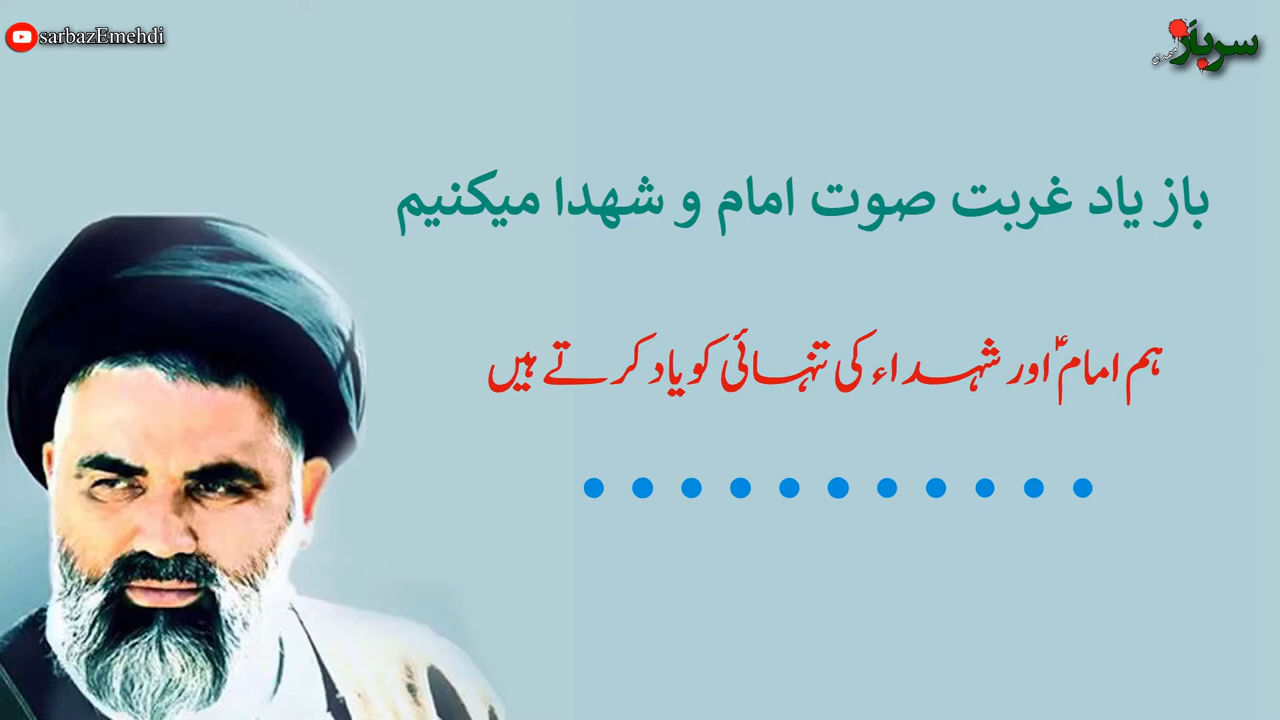 sarbazEmehdi
سرباز
باز یاد غربت صوت امام و شهدا میکنیم
ہم امامؑ اور شہداء کی تنہائی کو یاد کرتے ہیں